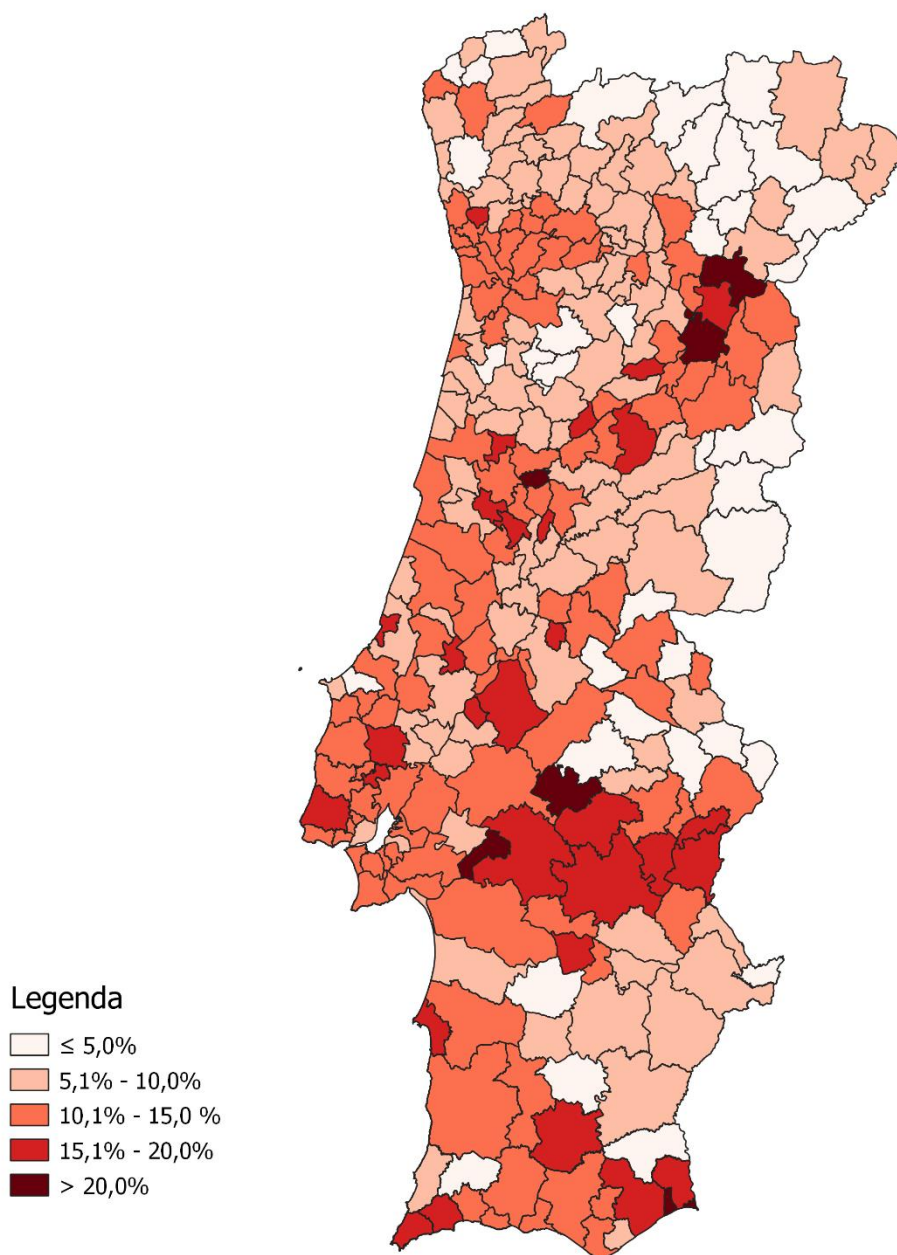 Legenda
≤ 5,0%
5,1% - 10,0%
10,1% - 15,0 %
15,1% - 20,0%
> 20,0%